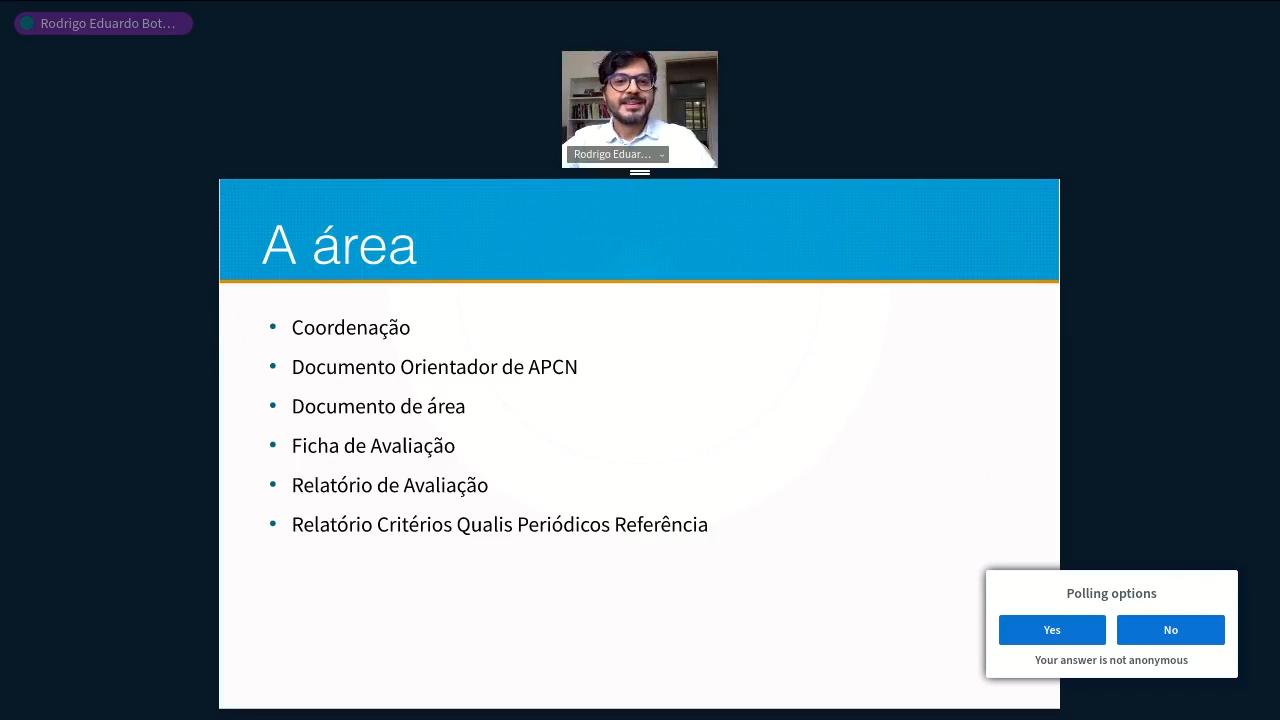 Rodrigo Eduardo Bot...
Rodrigo Eduar...
A área
• Coordenação
• Documento Orientador de APCN
• Documento de área
• Ficha de Avaliação
• Relatório de Avaliação
• Relatório Critérios Qualis Periódicos Referência
Polling options
Yes No
Your answer is not anonymous